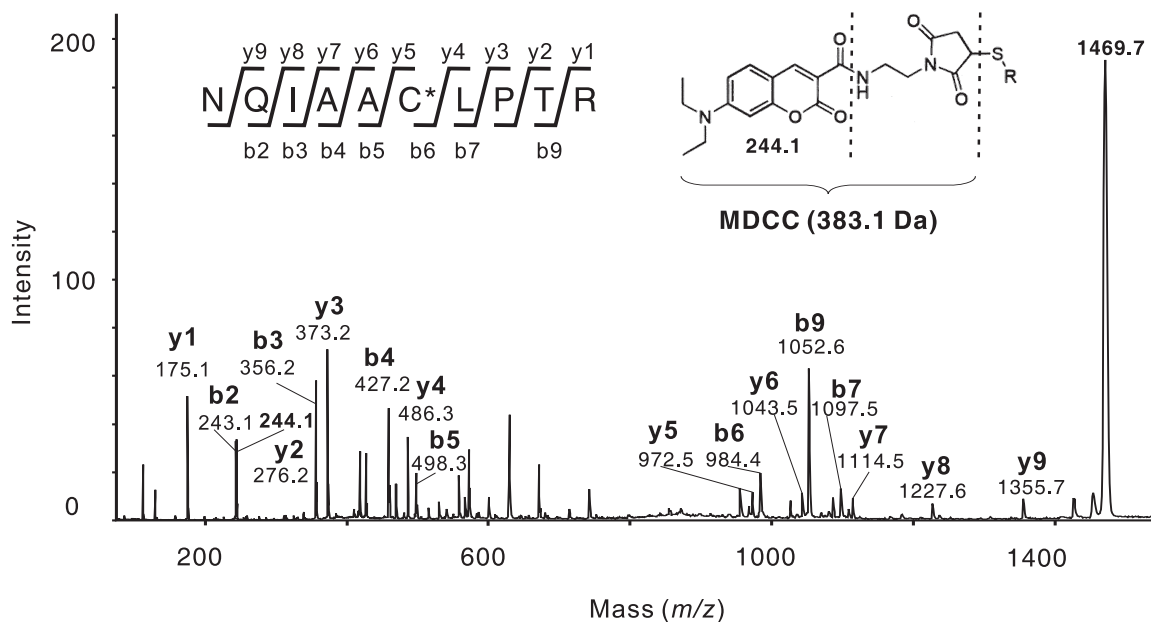 200
100
0
Intensity
y9 y8 y7 y6 y5 y4 y3 y2 y1
N Q I A A C* L P T R
b2 b3 b4 b5 b6 b7 b9
O
N
H
N
O
O
S
R
N
O
O
O
244.1
MDCC (383.1 Da)
1469.7
y1
175.1
b2
243.1
244.1
y2
276.2
b3
356.2
y3
373.2
b4
427.2
y4
486.3
b5
498.3
y5
972.5
b6
984.4
y6
1043.5
b9
1052.6
b7
1097.5
y7
1114.5
y8
1227.6
y9
1355.7
200 600 1000 1400
Mass (m/z)